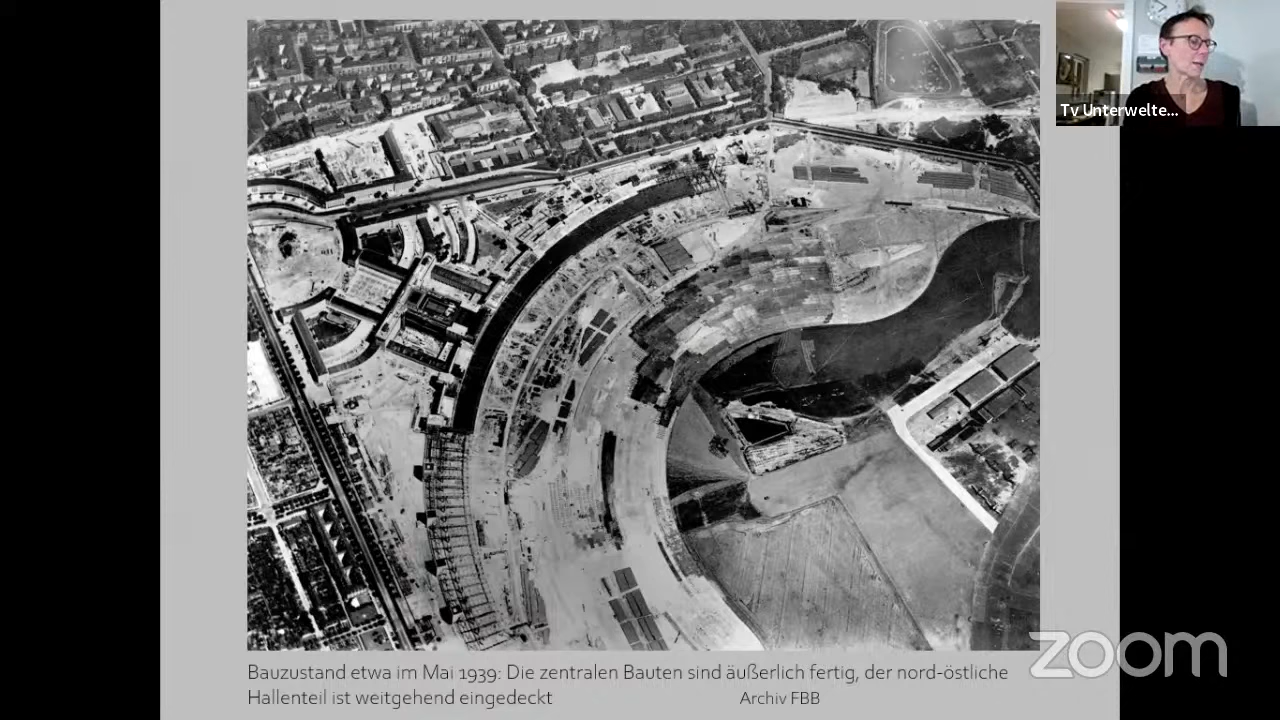 Tv Unterwelte...
Bauzustand etwa im Mai 1939: Die zentralen Bauten sind äußerlich fertig, der nord-östliche
Hallenteil ist weitgehend eingedeckt Archiv FBB
zoom